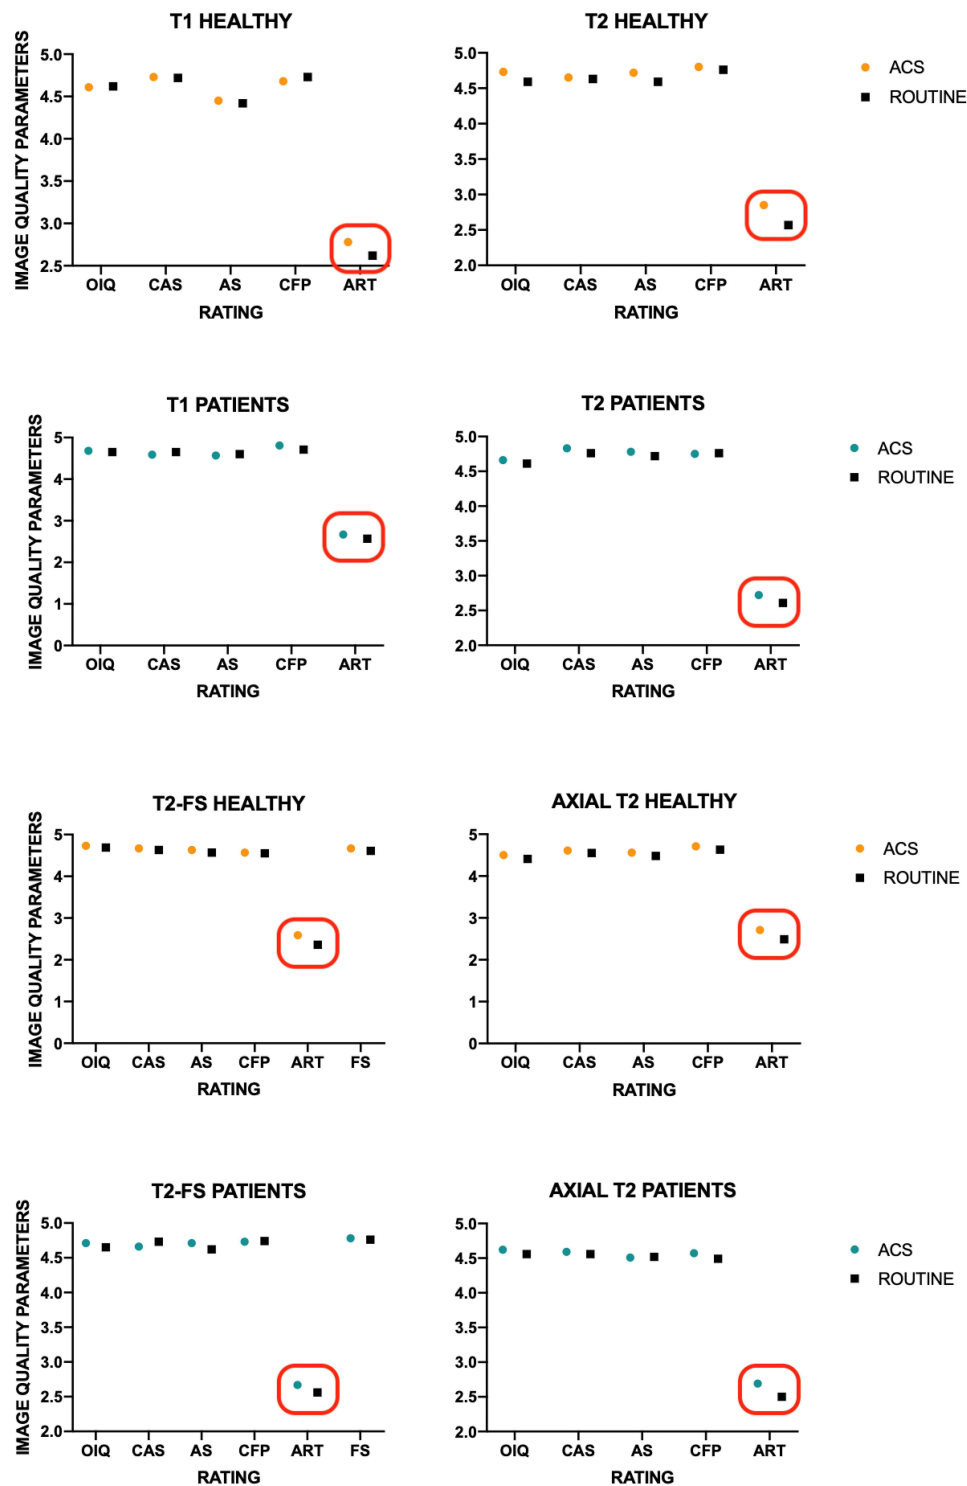 T1 HEALTHY
IMAGE QUALITY PARAMETERS
5.0
4.5
4.0
3.5
3.0
2.5
OIQ CAS AS CFP ART
RATING
T2 HEALTHY
5.0
4.5
4.0
3.5
3.0
2.5
2.0
OIQ CAS AS CFP ART
RATING
ACS
ROUTINE
T1 PATIENTS
IMAGE QUALITY PARAMETERS
5
4
3
2
1
0
OIQ CAS AS CFP ART
RATING
T2 PATIENTS
5.0
4.5
4.0
3.5
3.0
2.5
2.0
OIQ CAS AS CFP ART
RATING
ACS
ROUTINE
T2-FS HEALTHY
IMAGE QUALITY PARAMETERS
5
4
3
2
1
0
OIQ CAS AS CFP ART FS
RATING
AXIAL T2 HEALTHY
5
4
3
2
1
0
OIQ CAS AS CFP ART
RATING
ACS
ROUTINE
T2-FS PATIENTS
IMAGE QUALITY PARAMETERS
5.0
4.5
4.0
3.5
3.0
2.5
2.0
OIQ CAS AS CFP ART FS
RATING
AXIAL T2 PATIENTS
5.0
4.5
4.0
3.5
3.0
2.5
2.0
OIQ CAS AS CFP ART
RATING
ACS
ROUTINE